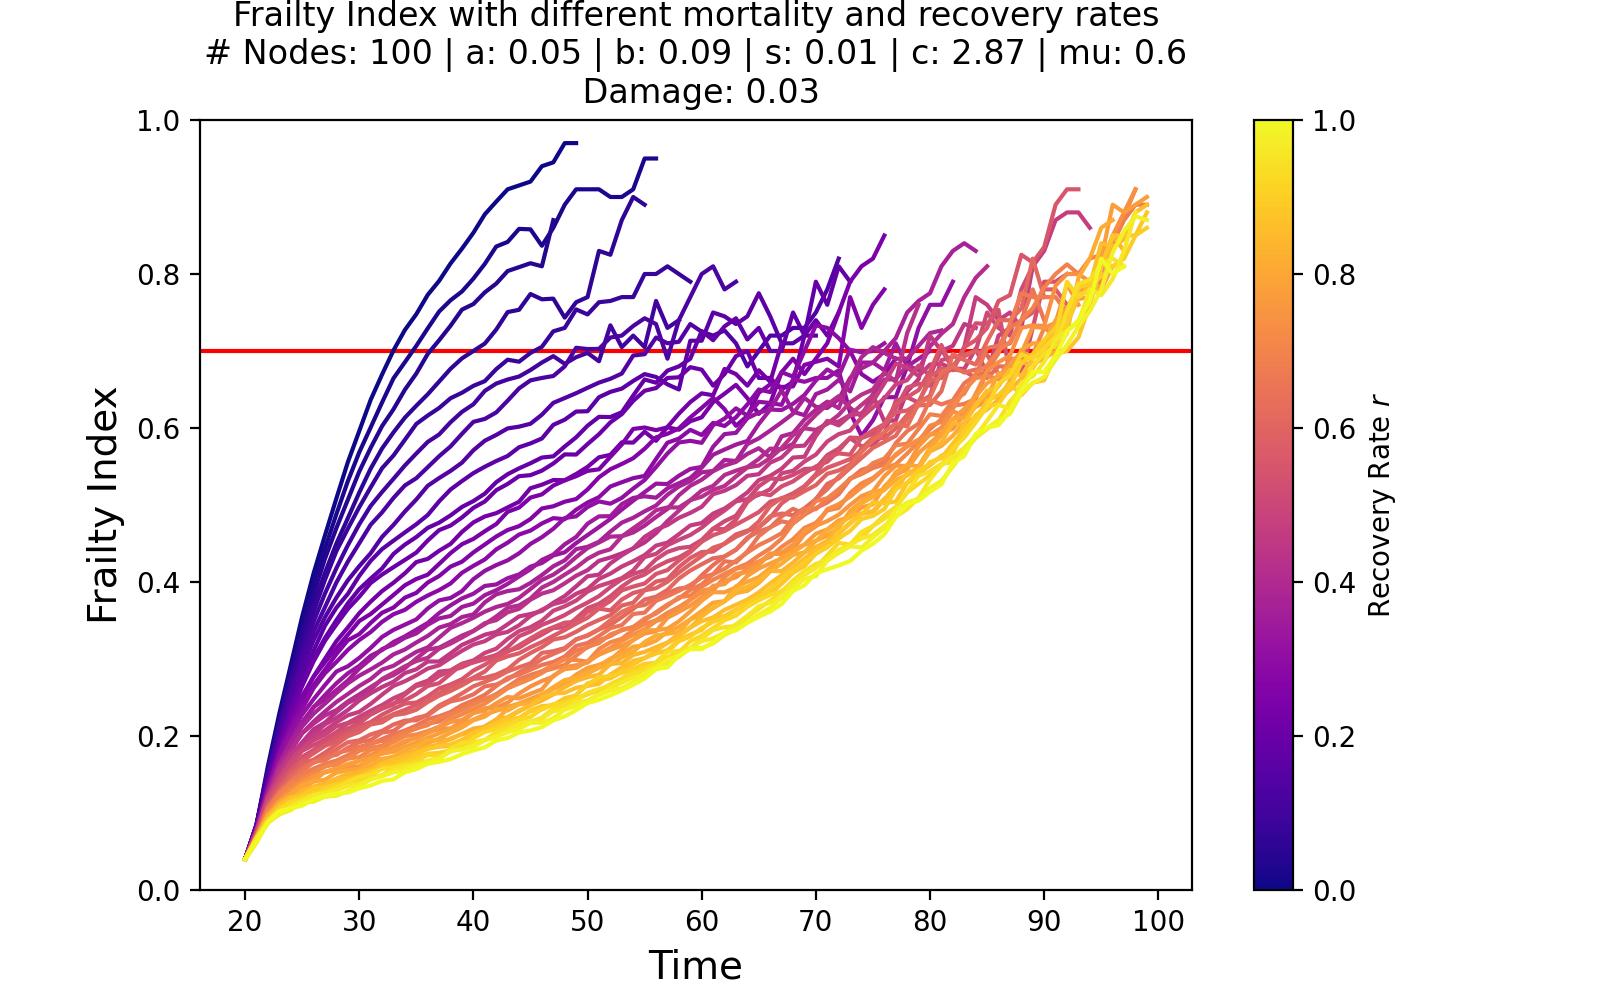 Frailty Index with different mortality and recovery rates
# Nodes: 100 | a: 0.05 | b: 0.09 | s: 0.01 | c: 2.87 | mu: 0.6
Damage: 0.03
1.0
0.8
0.6
0.4
0.2
0.0
Frailty Index
20 30 40 50 60 70 80 90 100
Time
1.0
0.8
0.6
0.4
0.2
0.0
Recovery Rate r